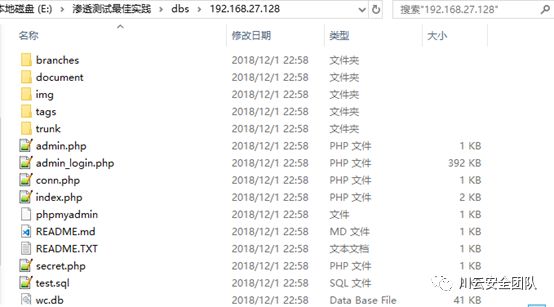 本地磁盘 (E:) › 渗透测试最佳实践 › dbs › 192.168.27.128 搜索"192.168.27.128"
名称 修改日期 类型 大小
branches 2018/12/1 22:58 文件夹
document 2018/12/1 22:58 文件夹
img 2018/12/1 22:58 文件夹
tags 2018/12/1 22:58 文件夹
trunk 2018/12/1 22:58 文件夹
admin.php 2018/12/1 22:58 PHP 文件 1 KB
admin_login.php 2018/12/1 22:58 PHP 文件 392 KB
conn.php 2018/12/1 22:58 PHP 文件 1 KB
index.php 2018/12/1 22:58 PHP 文件 2 KB
phpmyadmin 2018/12/1 22:58 文件 1 KB
README.md 2018/12/1 22:58 MD 文件 1 KB
README.TXT 2018/12/1 22:58 文本文档 1 KB
secret.php 2018/12/1 22:58 PHP 文件 1 KB
test.sql 2018/12/1 22:58 SQL 文件 1 KB
wc.db 2018/12/1 22:58 Data Base File 41 KB
川云安全团队